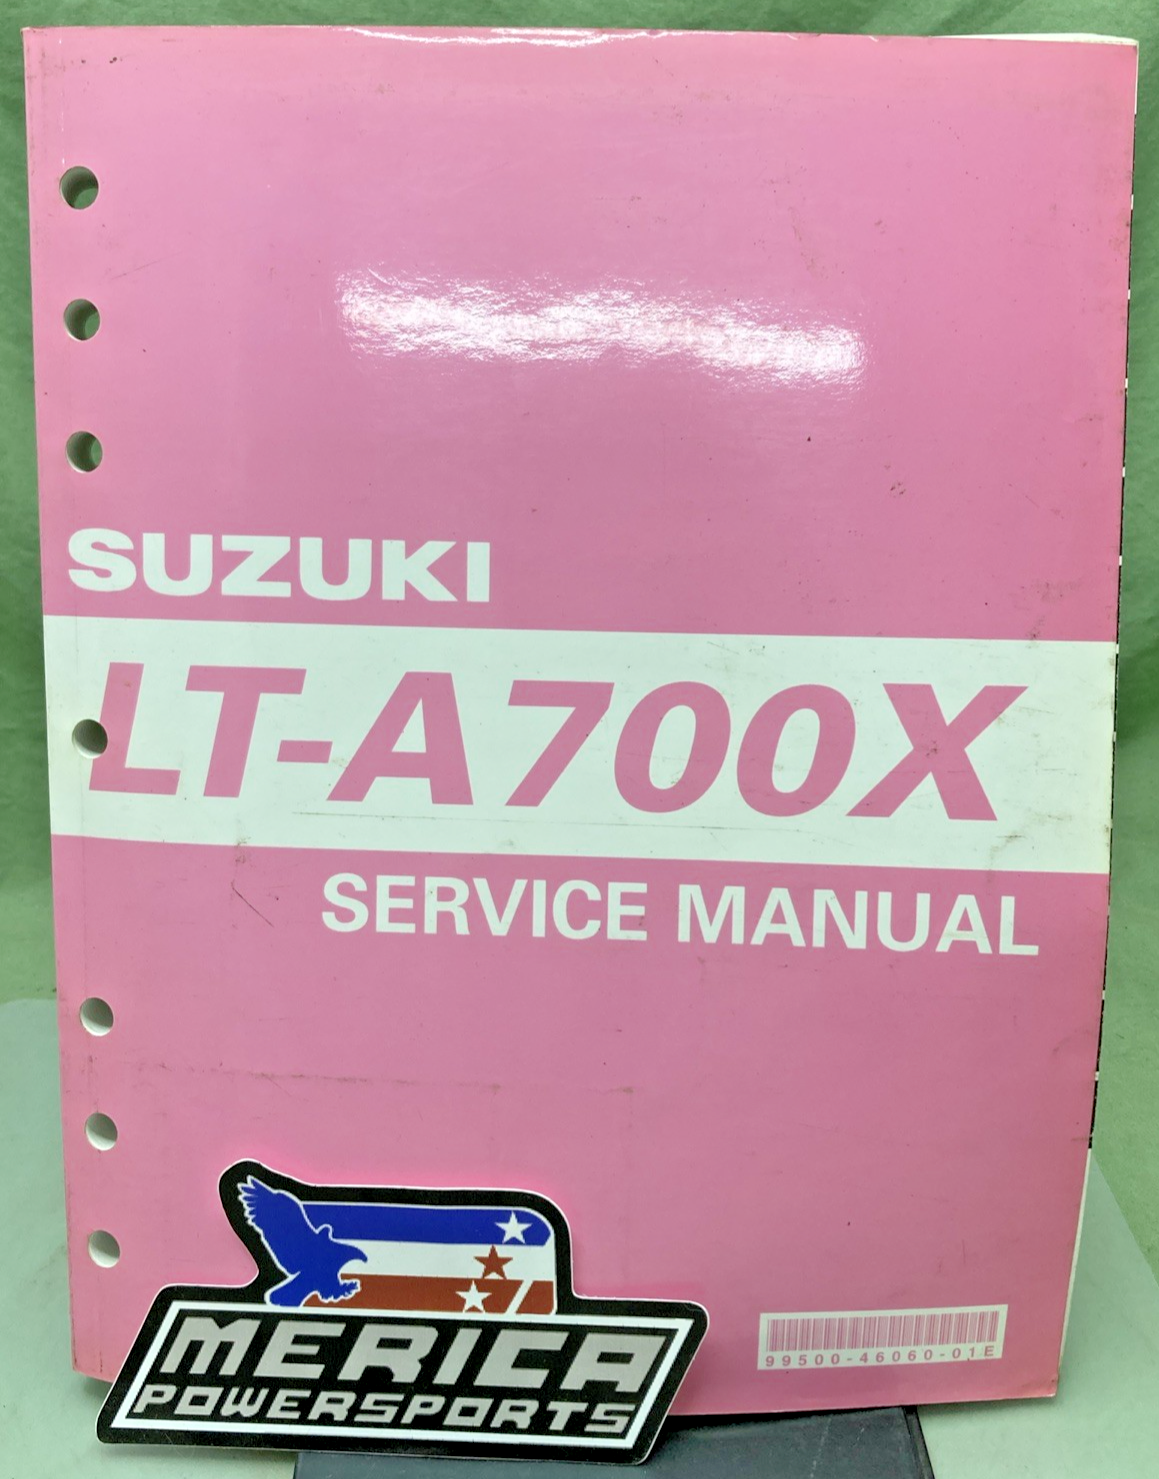 SUZUKI
LT-A700X
SERVICE MANUAL
MERICA
POWERSPORTS
99500-46060-01E